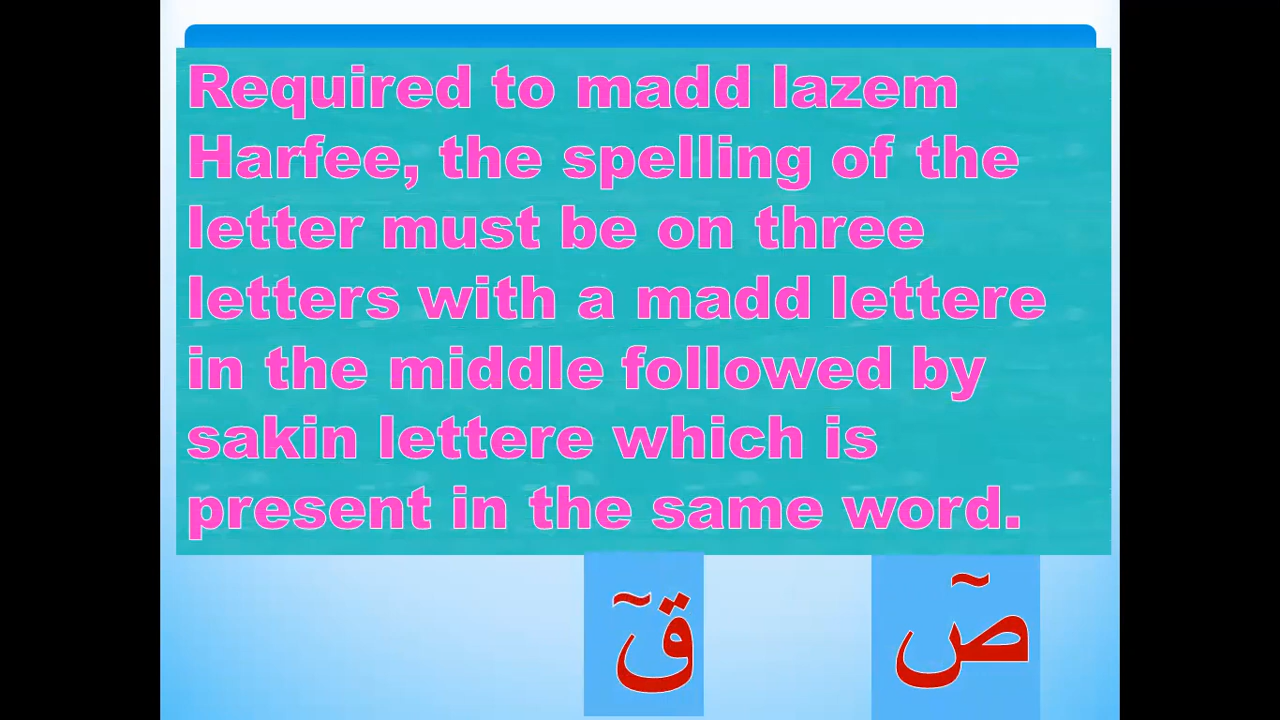 Required to madd lazem
Harfee, the spelling of the
letter must be on three
letters with a madd lettere
in the middle followed by
sakin lettere which is
present in the same word.
صٓ
قٓ